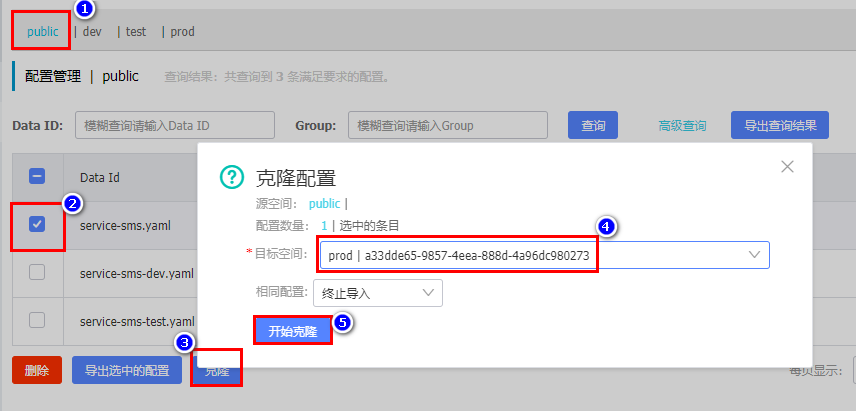 1
public | dev | test | prod
配置管理 | public 查询结果：共查询到 3 条满足要求的配置。
Data ID: 模糊查询请输入Data ID Group: 模糊查询请输入Group 查询 高级查询 导出查询结果
Data Id
2
service-sms.yaml
service-sms-dev.yaml
service-sms-test.yaml
3
删除 导出选中的配置 克隆 每页显示：
克隆配置
源空间： public |
配置数量： 1 | 选中的条目
4
*目标空间： prod | a33dde65-9857-4eea-888d-4a96dc980273
相同配置: 终止导入
5
开始克隆